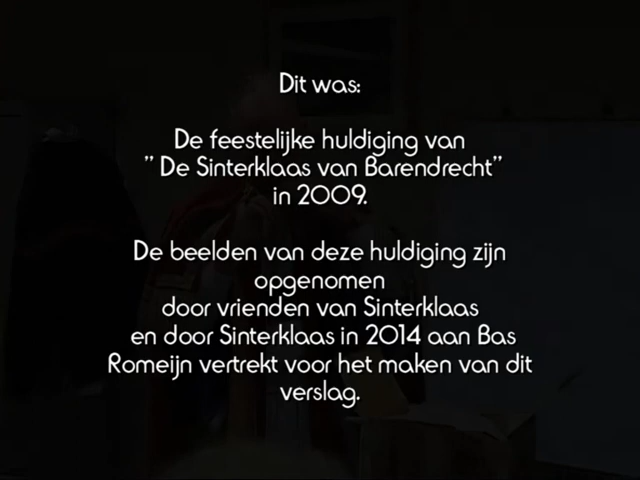 Dit was:
De feestelijke huldiging van
" De Sinterklaas van Barendrecht"
in 2009.
De beelden van deze huldiging zijn
opgenomen
door vrienden van Sinterklaas
en door Sinterklaas in 2014 aan Bas
Romeijn vertrekt voor het maken van dit
verslag.